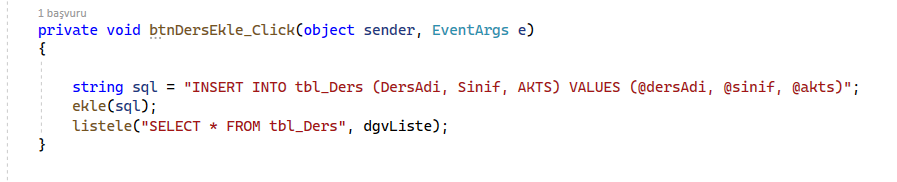 1 başvuru
private void btnDersEkle_Click(object sender, EventArgs e)
{
string sql = "INSERT INTO tbl_Ders (DersAdi, Sinif, AKTS) VALUES (@dersAdi, @sinif, @akts)";
ekle(sql);
listele("SELECT * FROM tbl_Ders", dgvListe);
}